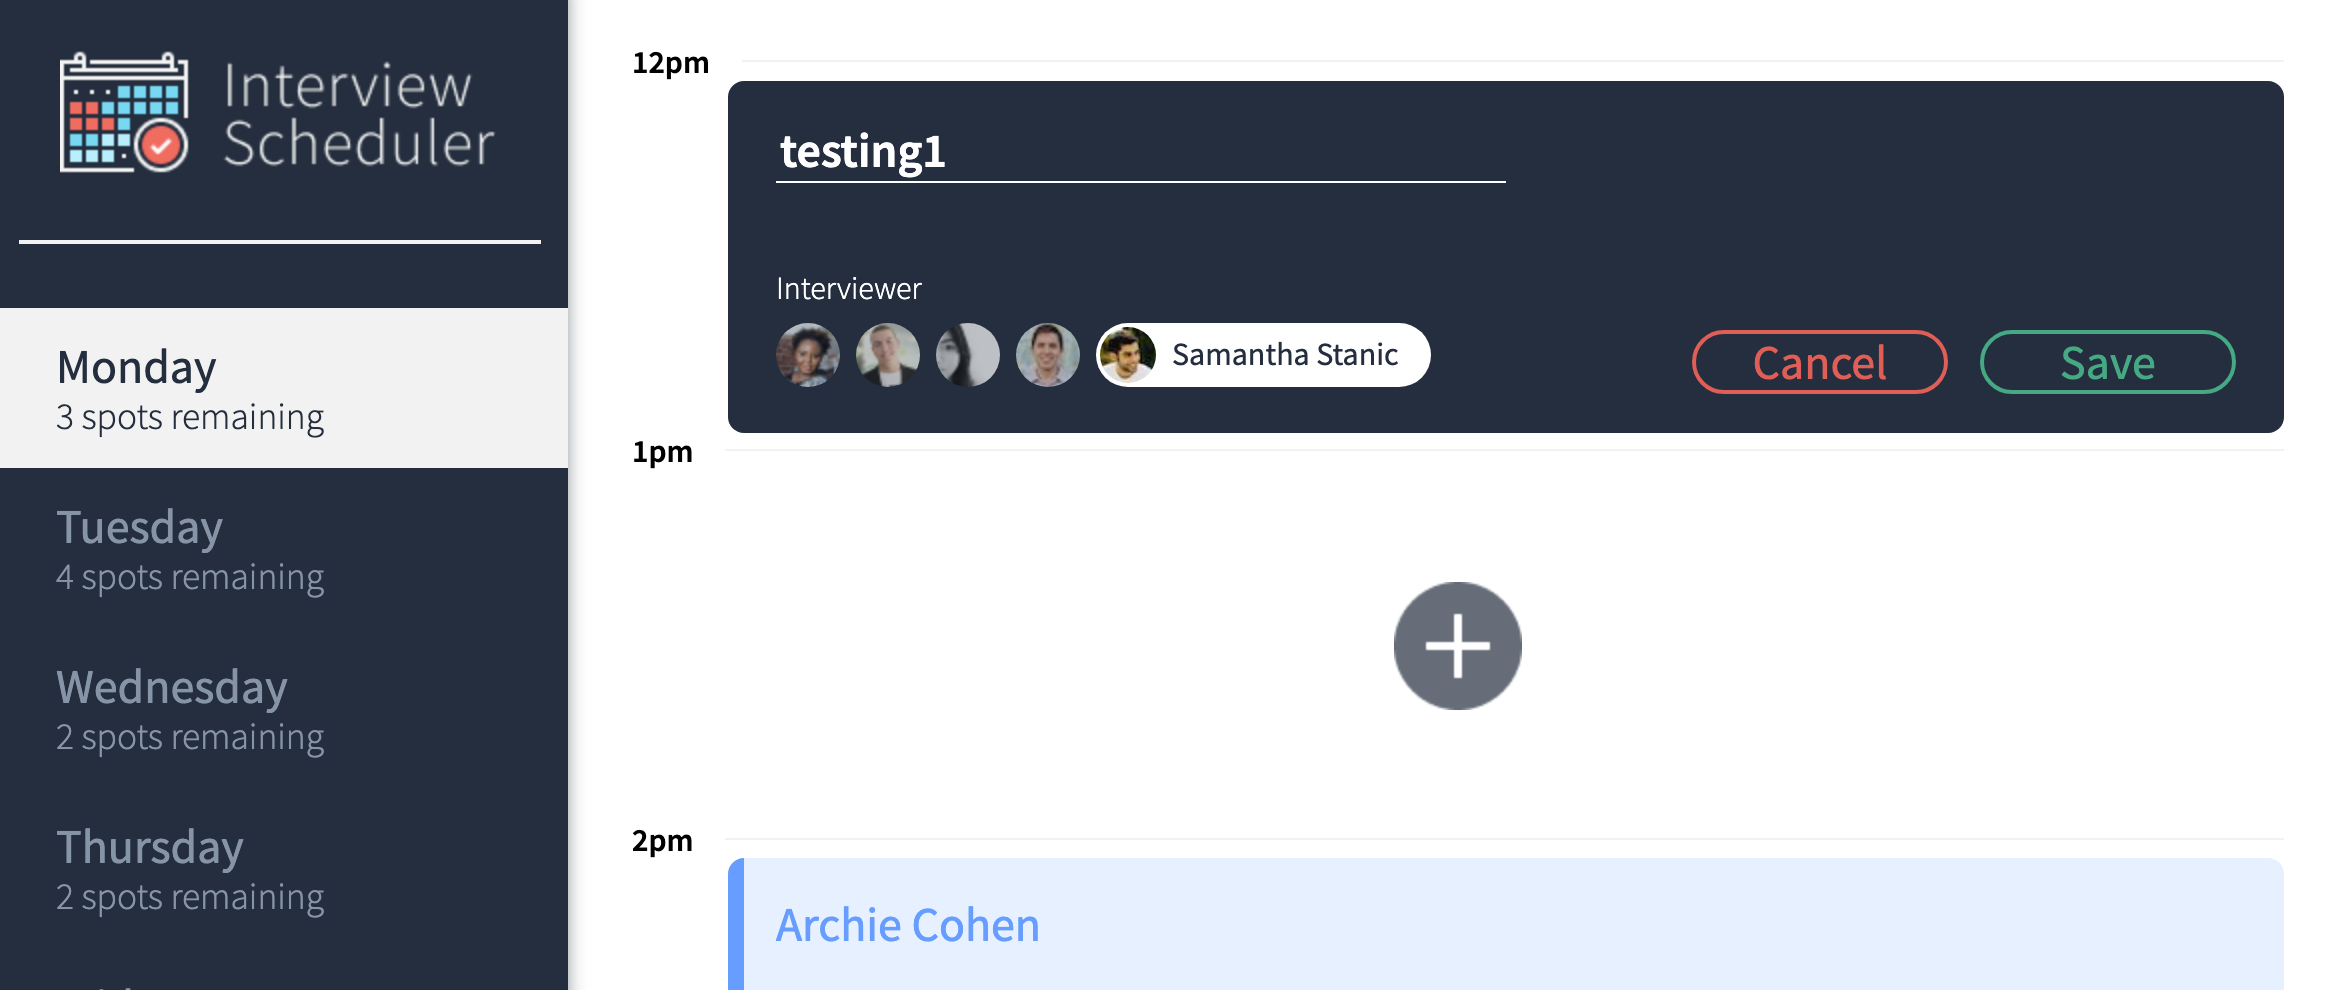 Interview
Scheduler
Monday
3 spots remaining
Tuesday
4 spots remaining
Wednesday
2 spots remaining
Thursday
2 spots remaining
12pm
testing1
Interviewer
Samantha Stanic
Cancel
Save
1pm
2pm
Archie Cohen